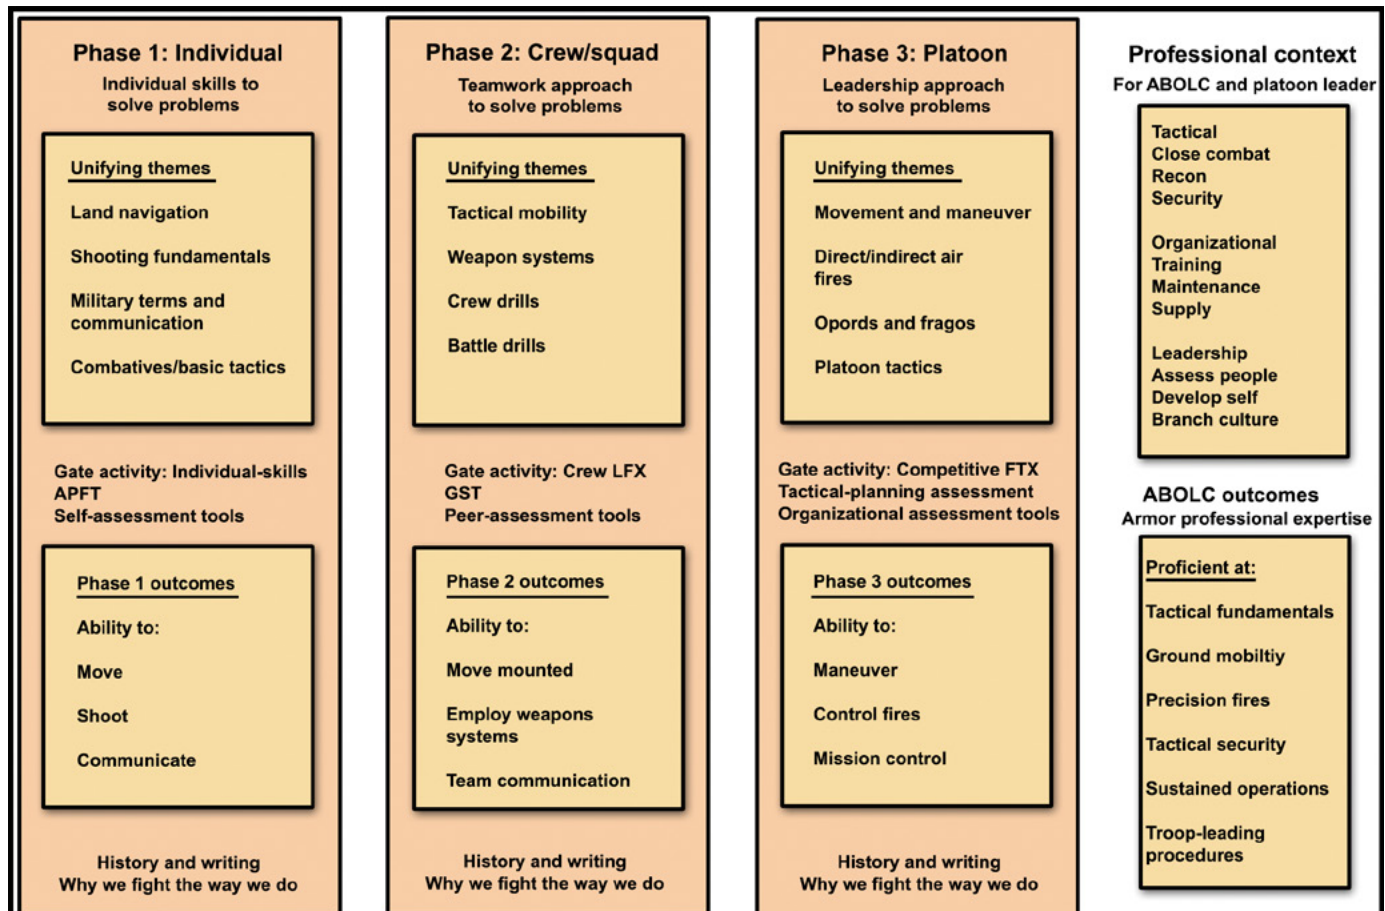 Phase 1: Individual
Individual skills to
solve problems
Unifying themes
Land navigation
Shooting fundamentals
Military terms and
communication
Combatives/basic tactics
Gate activity: Individual-skills
APFT
Self-assessment tools
Phase 1 outcomes
Ability to:
Move
Shoot
Communicate
History and writing
Why we fight the way we do
Phase 2: Crew/squad
Teamwork approach
to solve problems
Unifying themes
Tactical mobility
Weapon systems
Crew drills
Battle drills
Gate activity: Crew LFX
GST
Peer-assessment tools
Phase 2 outcomes
Ability to:
Move mounted
Employ weapons
systems
Team communication
History and writing
Why we fight the way we do
Phase 3: Platoon
Leadership approach
to solve problems
Unifying themes
Movement and maneuver
Direct/indirect air
fires
Opords and fragos
Platoon tactics
Gate activity: Competitive FTX
Tactical-planning assessment
Organizational assessment tools
Phase 3 outcomes
Ability to:
Maneuver
Control fires
Mission control
History and writing
Why we fight the way we do
Professional context
For ABOLC and platoon leader
Tactical
Close combat
Recon
Security
Organizational
Training
Maintenance
Supply
Leadership
Assess people
Develop self
Branch culture
ABOLC outcomes
Armor professional expertise
Proficient at:
Tactical fundamentals
Ground mobiltiy
Precision fires
Tactical security
Sustained operations
Troop-leading
procedures